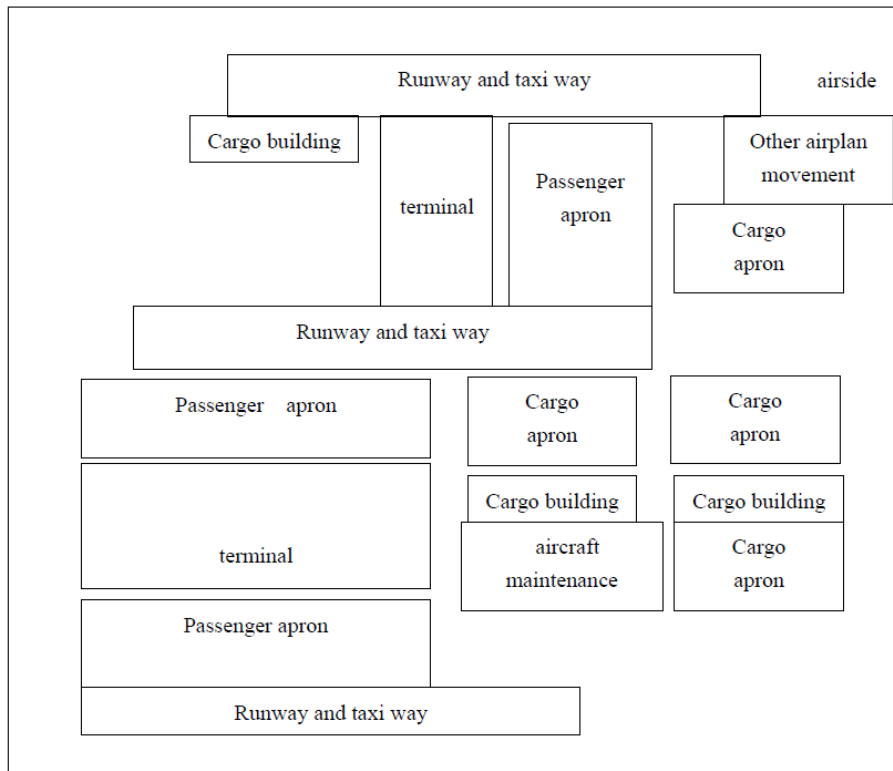 Runway and taxi way
airside
Cargo building
Other airplan
movement
terminal
Passenger
apron
Cargo
apron
Runway and taxi way
Passenger apron
Cargo
apron
Cargo
apron
Cargo building
Cargo building
terminal
aircraft
maintenance
Cargo
apron
Passenger apron
Runway and taxi way